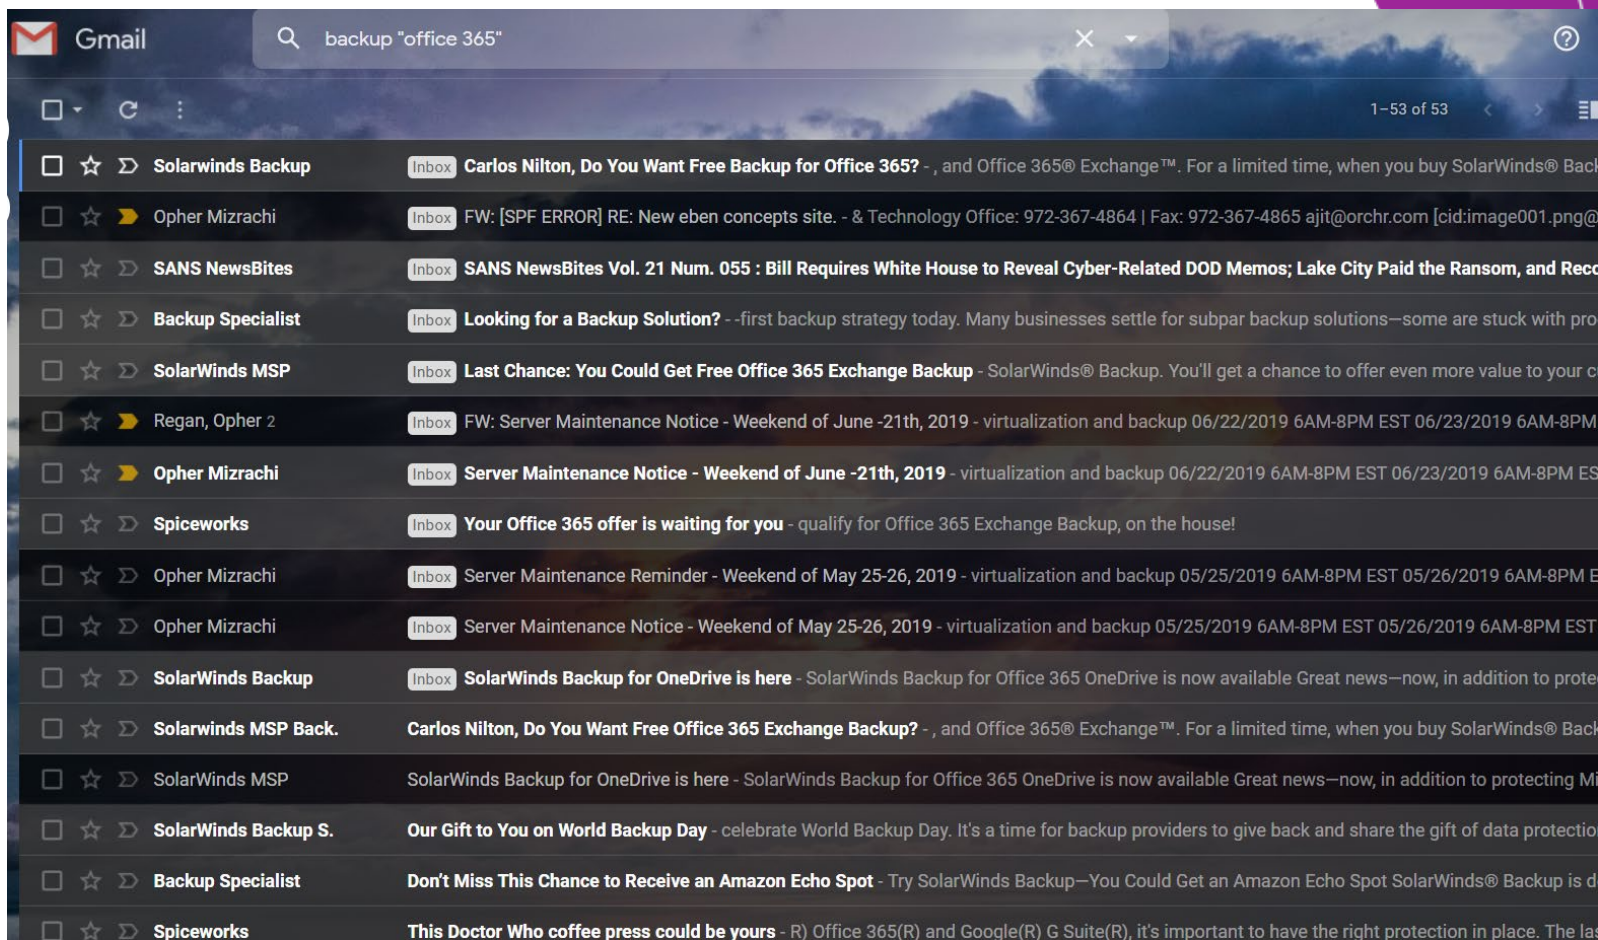 Gmail
backup "office 365"
1–53 of 53
Solarwinds Backup Inbox Carlos Nilton, Do You Want Free Backup for Office 365? - , and Office 365® Exchange™. For a limited time, when you buy SolarWinds® Back
Opher Mizrachi Inbox FW: [SPF ERROR] RE: New eben concepts site. - & Technology Office: 972-367-4864 | Fax: 972-367-4865 ajit@orchr.com [cid:image001.png@
SANS NewsBites Inbox SANS NewsBites Vol. 21 Num. 055 : Bill Requires White House to Reveal Cyber-Related DOD Memos; Lake City Paid the Ransom, and Reco
Backup Specialist Inbox Looking for a Backup Solution? - -first backup strategy today. Many businesses settle for subpar backup solutions—some are stuck with pro
SolarWinds MSP Inbox Last Chance: You Could Get Free Office 365 Exchange Backup - SolarWinds® Backup. You'll get a chance to offer even more value to your c
Regan, Opher 2 Inbox FW: Server Maintenance Notice - Weekend of June -21th, 2019 - virtualization and backup 06/22/2019 6AM-8PM EST 06/23/2019 6AM-8PM
Opher Mizrachi Inbox Server Maintenance Notice - Weekend of June -21th, 2019 - virtualization and backup 06/22/2019 6AM-8PM EST 06/23/2019 6AM-8PM ES
Spiceworks Inbox Your Office 365 offer is waiting for you - qualify for Office 365 Exchange Backup, on the house!
Opher Mizrachi Inbox Server Maintenance Reminder - Weekend of May 25-26, 2019 - virtualization and backup 05/25/2019 6AM-8PM EST 05/26/2019 6AM-8PM E
Opher Mizrachi Inbox Server Maintenance Notice - Weekend of May 25-26, 2019 - virtualization and backup 05/25/2019 6AM-8PM EST 05/26/2019 6AM-8PM EST
SolarWinds Backup Inbox SolarWinds Backup for OneDrive is here - SolarWinds Backup for Office 365 OneDrive is now available Great news—now, in addition to prote
Solarwinds MSP Back. Carlos Nilton, Do You Want Free Office 365 Exchange Backup? - , and Office 365® Exchange™. For a limited time, when you buy SolarWinds® Back
SolarWinds MSP SolarWinds Backup for OneDrive is here - SolarWinds Backup for Office 365 OneDrive is now available Great news—now, in addition to protecting Mi
SolarWinds Backup S. Our Gift to You on World Backup Day - celebrate World Backup Day. It's a time for backup providers to give back and share the gift of data protectio
Backup Specialist Don't Miss This Chance to Receive an Amazon Echo Spot - Try SolarWinds Backup—You Could Get an Amazon Echo Spot SolarWinds® Backup is d
Spiceworks This Doctor Who coffee press could be yours - R) Office 365(R) and Google(R) G Suite(R), it's important to have the right protection in place. The las